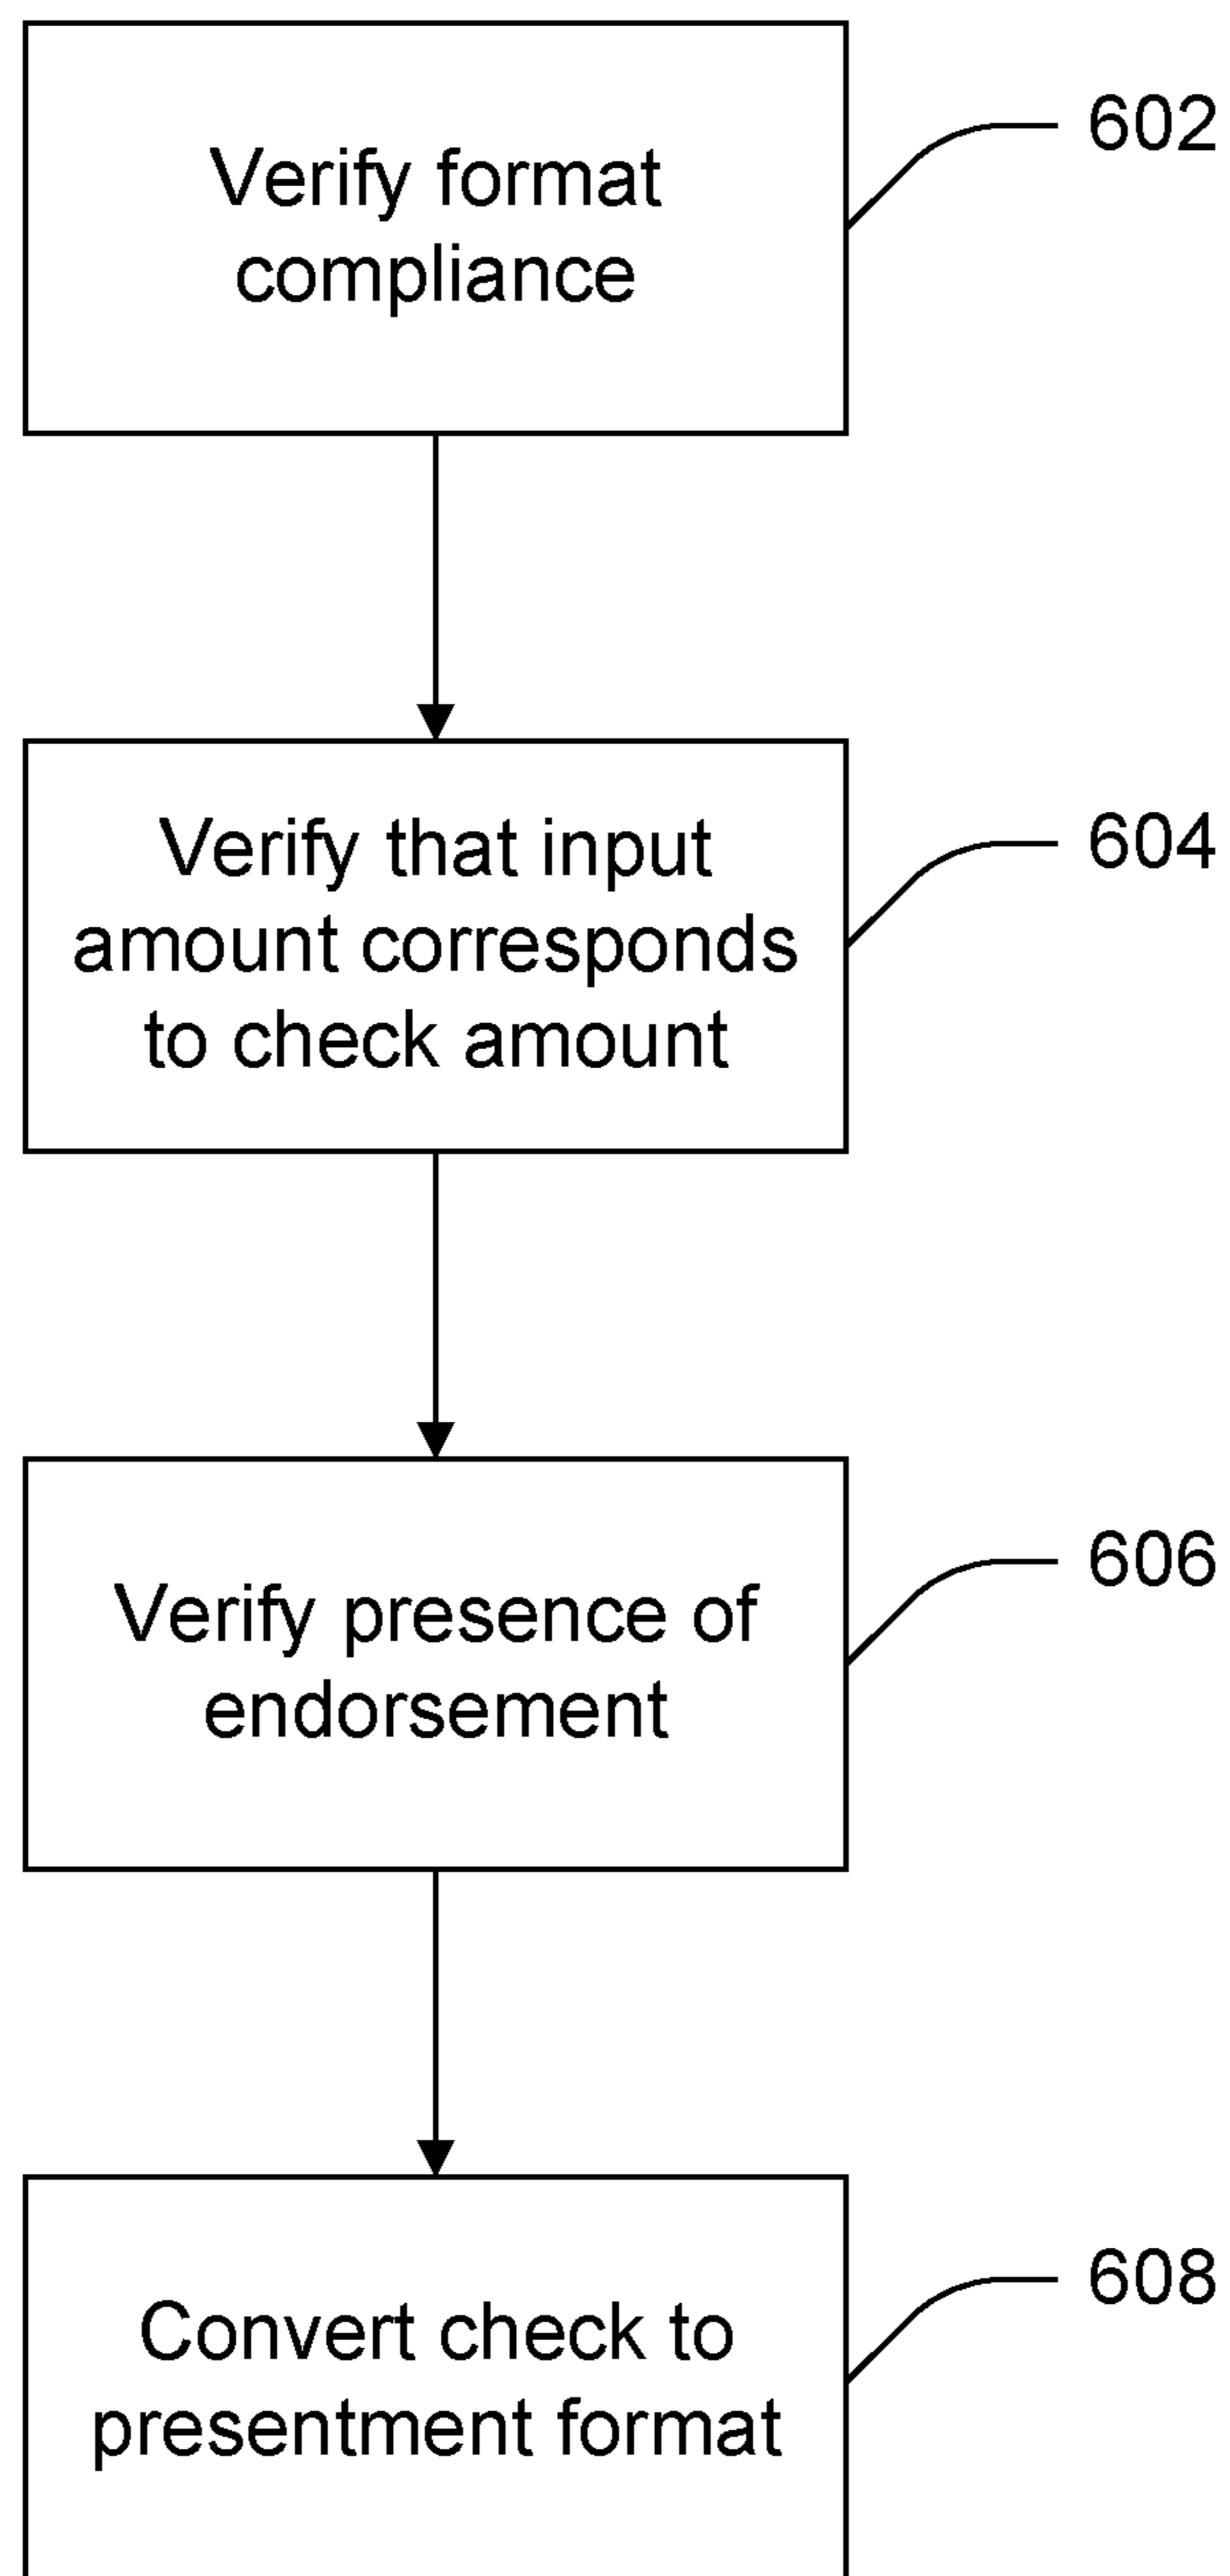 Verify format
compliance
602
Verify that input
amount corresponds
to check amount
604
Verify presence of
endorsement
606
Convert check to
presentment format
608